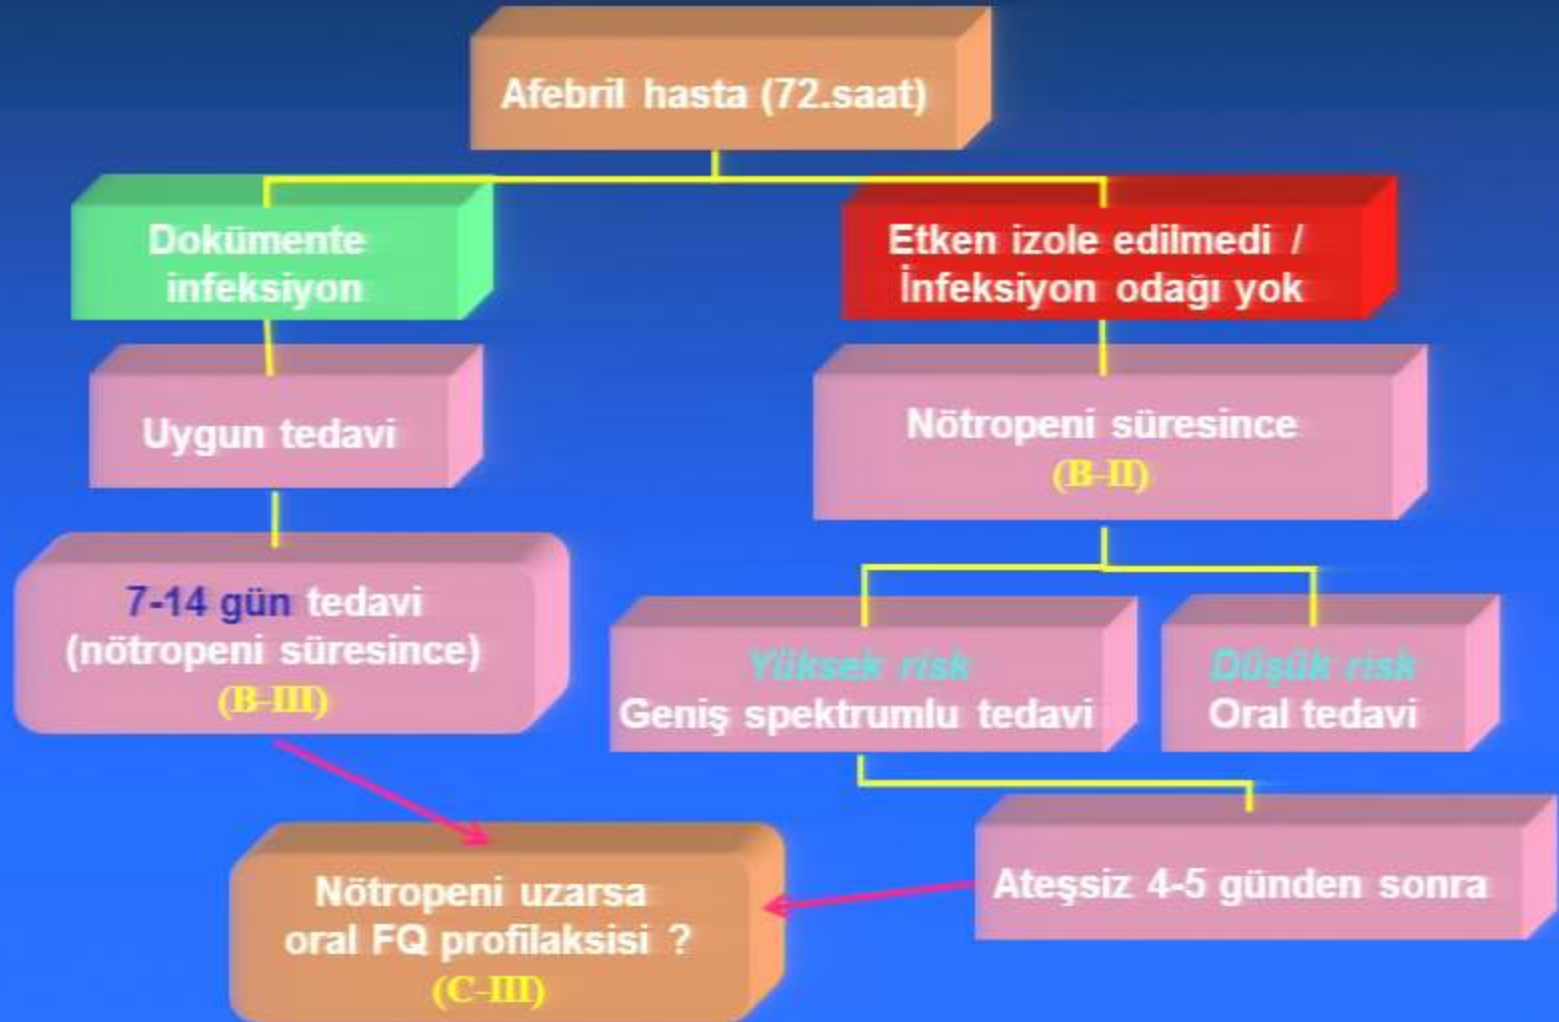 Afebril hasta (72.saat)
Dokümente
infeksiyon
Etken izole edilmedi /
İnfeksiyon odağı yok
Uygun tedavi
Nötropeni süresince
(B-II)
7-14 gün tedavi
(nötropeni süresince)
(B-III)
Yüksek risk
Geniş spektrumlu tedavi
Düşük risk
Oral tedavi
Nötropeni uzarsa
oral FQ profilaksisi ?
(C-III)
Ateşsiz 4-5 günden sonra